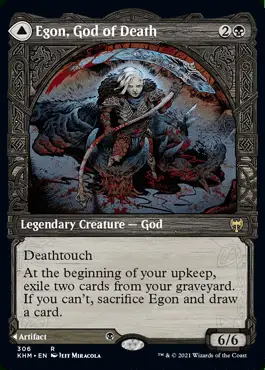 Egon, God of Death 2
Legendary Creature — God
Deathtouch
At the beginning of your upkeep,
exile two cards from your graveyard.
If you can't, sacrifice Egon and draw
a card.
Artifact
6/6
306 R
KHM • EN Jeff Miracola
™ & © 2021 Wizards of the Coast